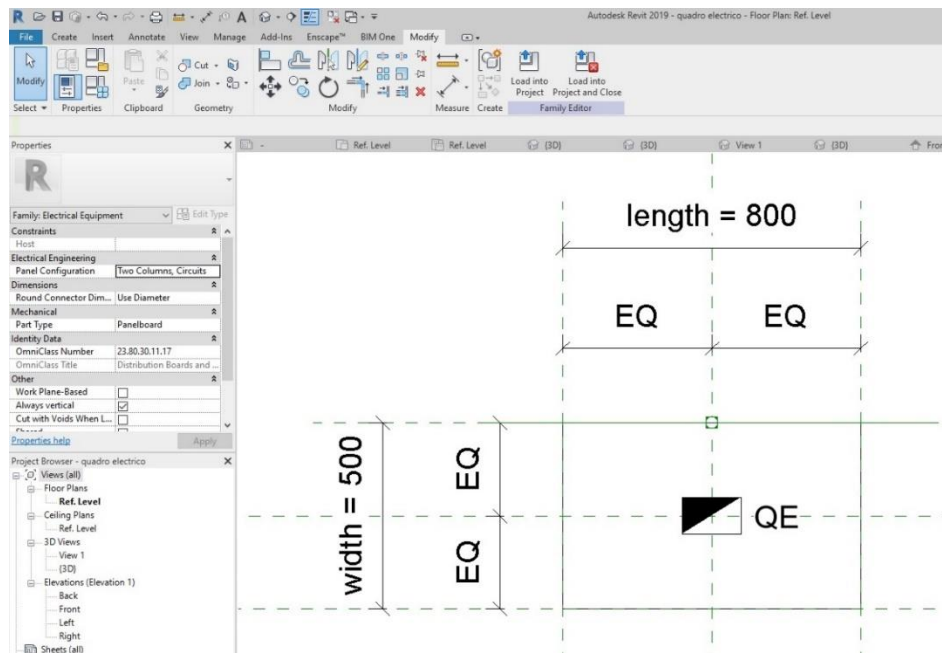 Autodesk Revit 2019 - quadro electrico - Floor Plan: Ref. Level
File Create Insert Annotate View Manage Add-Ins Enscape™ BIM One Modify
Modify
Paste
Cut
Join
Load into Project
Load into Project and Close
Select Properties Clipboard Geometry Modify Measure Create Family Editor
Properties
- Ref. Level Ref. Level {3D} {3D} View 1 {3D} Fron
R
Family: Electrical Equipment Edit Type
Constraints
Host
Electrical Engineering
Panel Configuration Two Columns, Circuits
Dimensions
Round Connector Dim... Use Diameter
Mechanical
Part Type Panelboard
Identity Data
OmniClass Number 23.80.30.11.17
OmniClass Title Distribution Boards and ...
Other
Work Plane-Based
Always vertical
Cut with Voids When L...
Shared
Properties help Apply
Project Browser - quadro electrico
Views (all)
Floor Plans
Ref. Level
Ceiling Plans
Ref. Level
3D Views
View 1
{3D}
Elevations (Elevation 1)
Back
Front
Left
Right
Sheets (all)
length = 800
EQ EQ
width = 500
EQ
EQ
QE